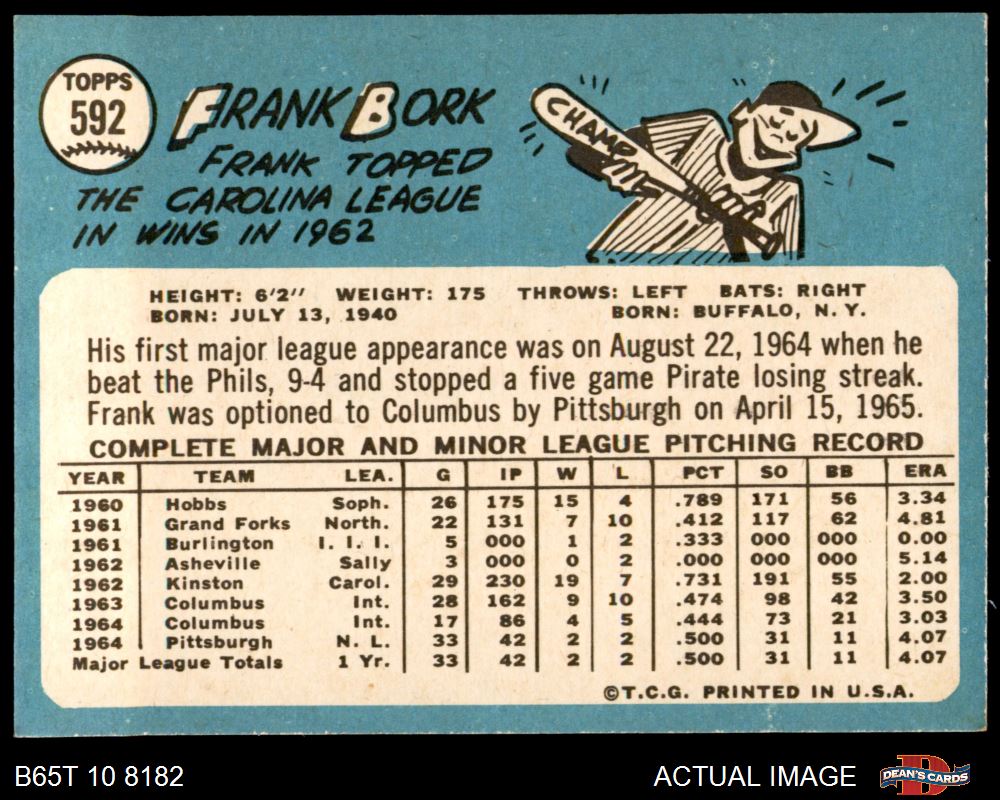 TOPPS
592
FRANK BORK
FRANK TOPPED
THE CAROLINA LEAGUE
IN WINS IN 1962
CHAMP
HEIGHT: 6'2" WEIGHT: 175 THROWS: LEFT BATS: RIGHT
BORN: JULY 13, 1940 BORN: BUFFALO, N. Y.
His first major league appearance was on August 22, 1964 when he
beat the Phils, 9-4 and stopped a five game Pirate losing streak.
Frank was optioned to Columbus by Pittsburgh on April 15, 1965.
COMPLETE MAJOR AND MINOR LEAGUE PITCHING RECORD
YEAR TEAM LEA. G IP W L PCT SO BB ERA
1960 Hobbs Soph. 26 175 15 4 .789 171 56 3.34
1961 Grand Forks North. 22 131 7 10 .412 117 62 4.81
1961 Burlington I. I. I. 5 000 1 2 .333 000 000 0.00
1962 Asheville Sally 3 000 0 2 .000 000 000 5.14
1962 Kinston Carol. 29 230 19 7 .731 191 55 2.00
1963 Columbus Int. 28 162 9 10 .474 98 42 3.50
1964 Columbus Int. 17 86 4 5 .444 73 21 3.03
1964 Pittsburgh N. L. 33 42 2 2 .500 31 11 4.07
Major League Totals 1 Yr. 33 42 2 2 .500 31 11 4.07
©T.C.G. PRINTED IN U.S.A.
B65T 10 8182 ACTUAL IMAGE DEAN'S CARDS